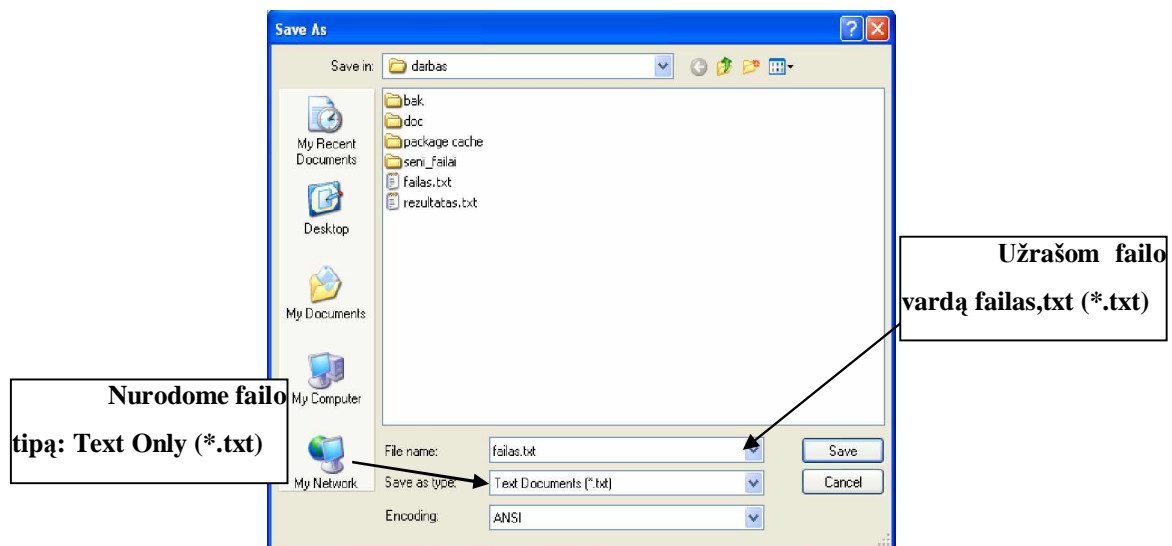 Save As
Save in:
darbas
My Recent
Documents
Desktop
My Documents
My Computer
My Network
bak
doc
package cache
seni_failai
failas.txt
rezultatas.txt
File name:
failas.txt
Save
Save as type:
Text Documents (*.txt)
Cancel
Encoding:
ANSI
Užrašom failo
vardą failas,txt (*.txt)
Nurodome failo
tipą: Text Only (*.txt)